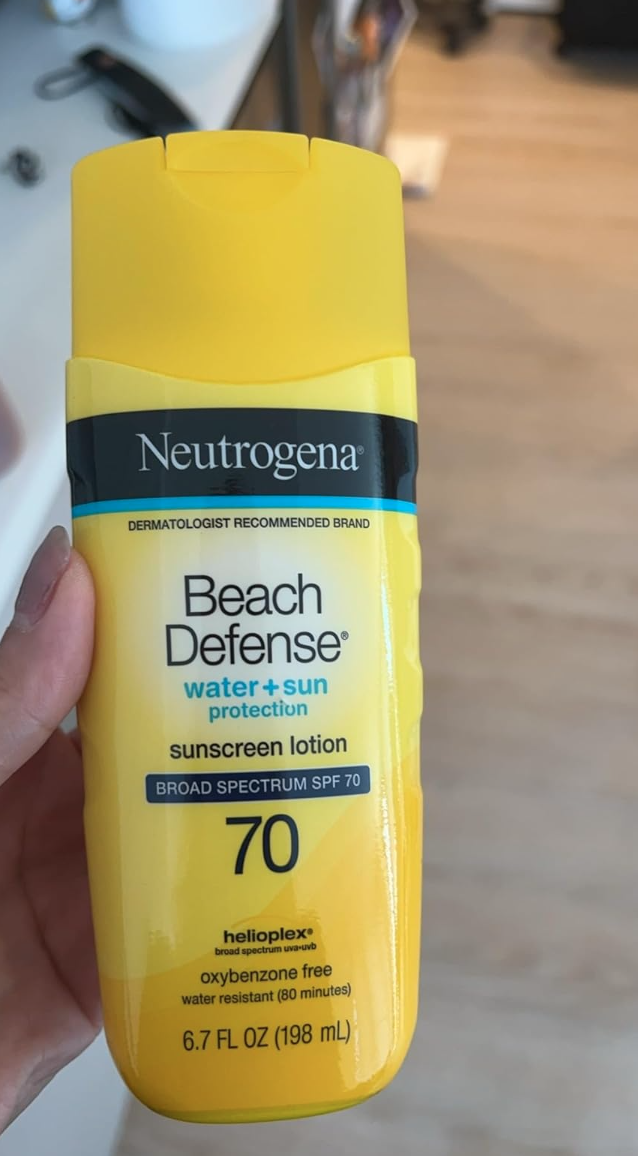 Neutrogena®
DERMATOLOGIST RECOMMENDED BRAND
Beach
Defense®
water+sun
protection
sunscreen lotion
BROAD SPECTRUM SPF 70
70
helioplex®
broad spectrum uva•uvb
oxybenzone free
water resistant (80 minutes)
6.7 FL OZ (198 mL)